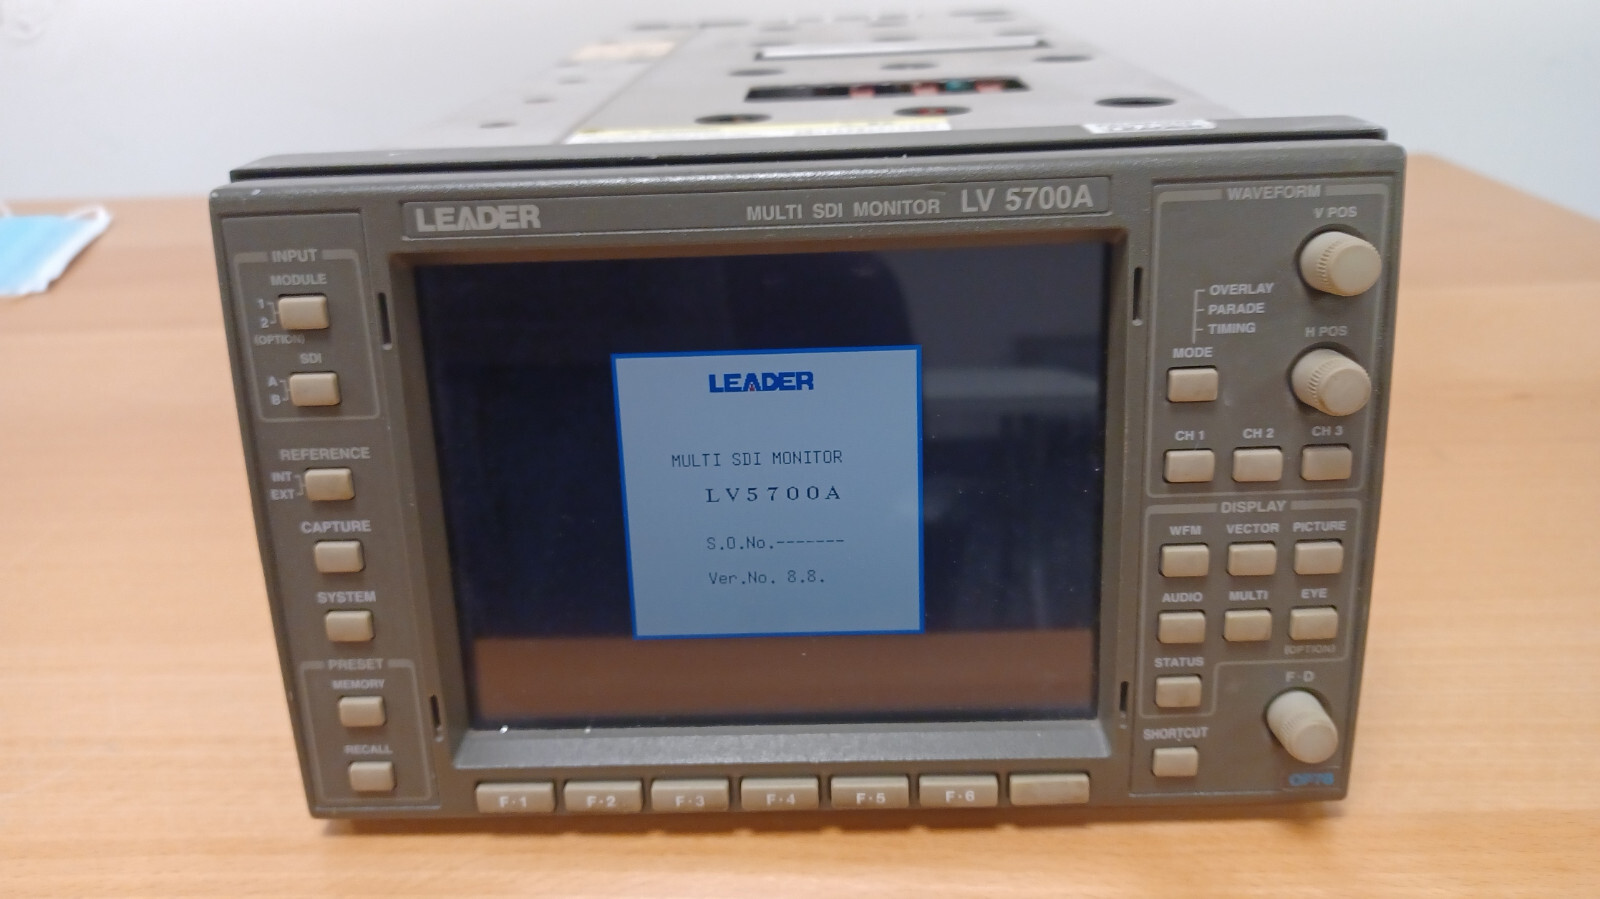 LEADER MULTI SDI MONITOR LV 5700A
INPUT
MODULE
1
2
(OPTION)
SDI
A
B
REFERENCE
INT
EXT
CAPTURE
SYSTEM
PRESET
MEMORY
RECALL
LEADER
MULTI SDI MONITOR
LV5700A
S.O.No.-------
Ver.No. 8.8.
F·1 F·2 F·3 F·4 F·5 F·6
WAVEFORM
V POS
OVERLAY
PARADE
TIMING
H POS
MODE
CH 1 CH 2 CH 3
DISPLAY
WFM VECTOR PICTURE
AUDIO MULTI EYE
(OPTION)
STATUS
F·D
SHORTCUT